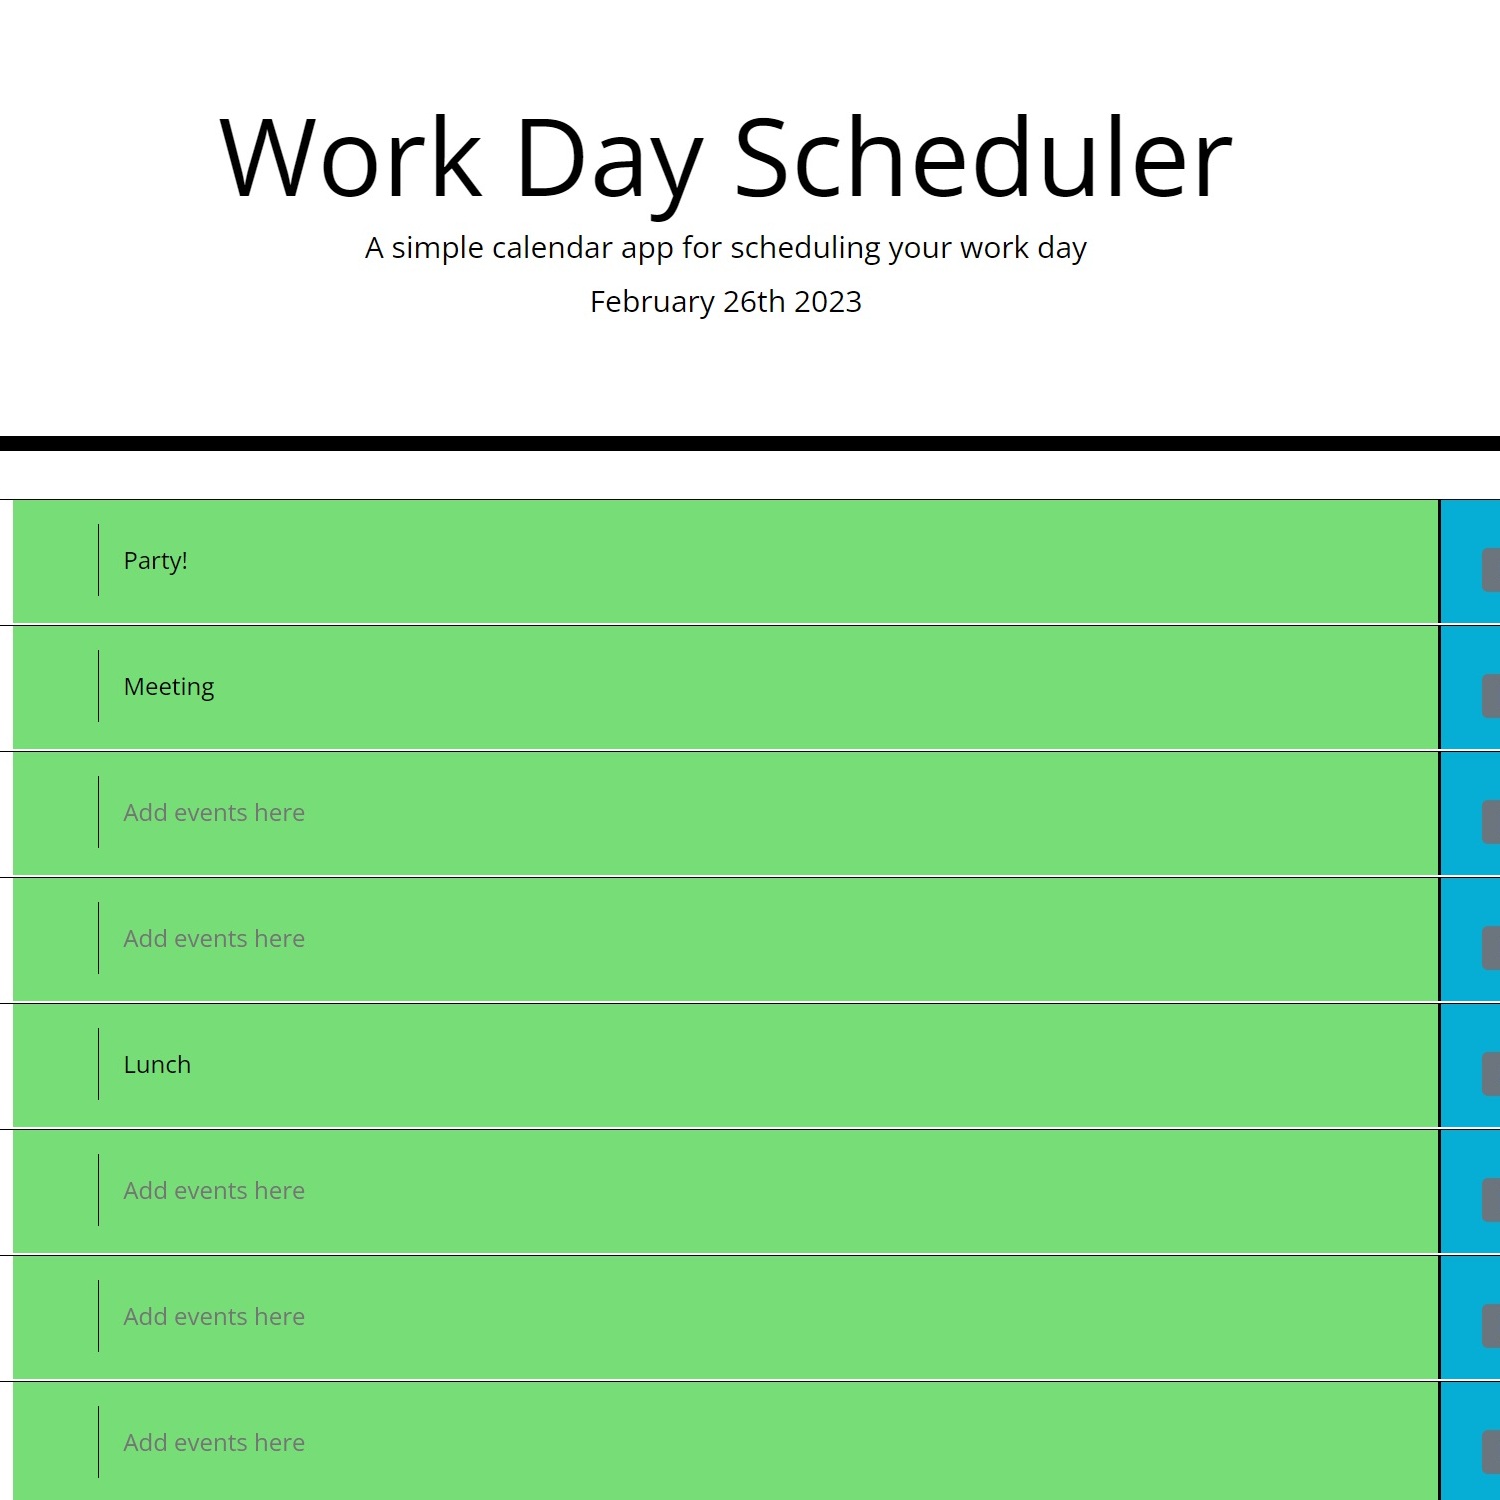 Work Day Scheduler
A simple calendar app for scheduling your work day
February 26th 2023
Party!
Meeting
Add events here
Add events here
Lunch
Add events here
Add events here
Add events here